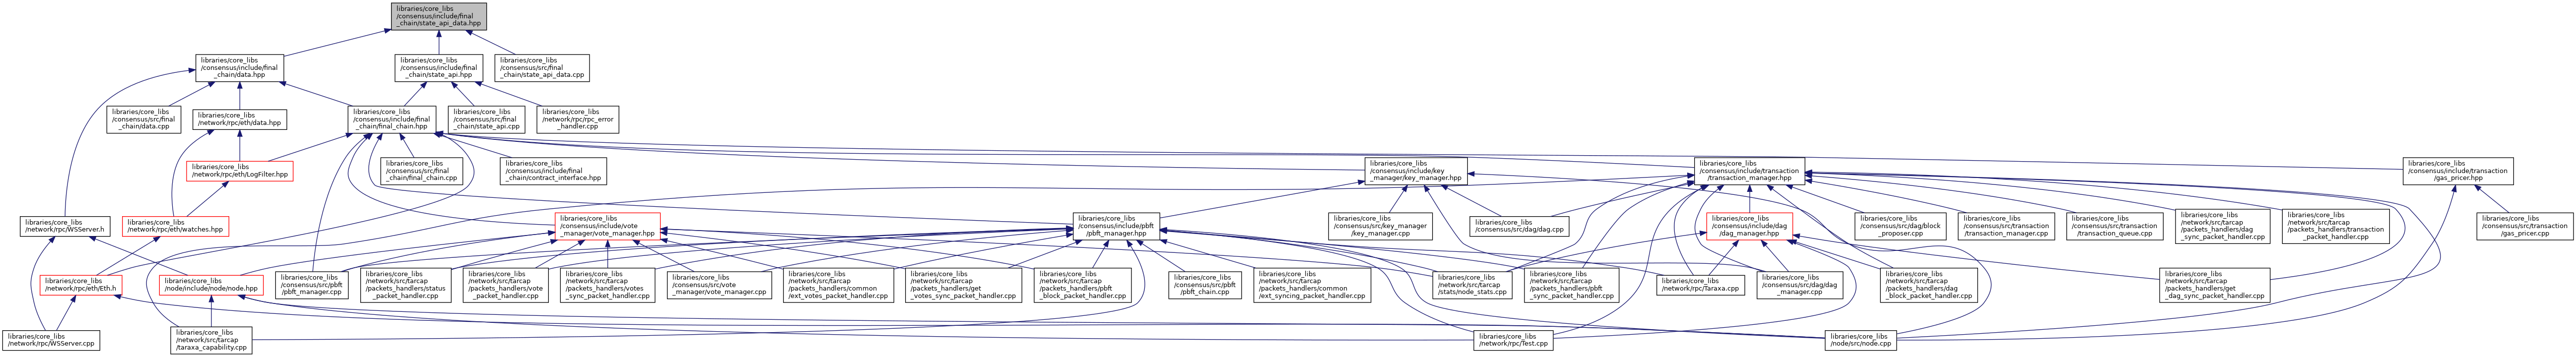 libraries/core_libs
/consensus/include/final
_chain/state_api_data.hpp
libraries/core_libs
/consensus/include/final
_chain/data.hpp
libraries/core_libs
/consensus/include/final
_chain/state_api.hpp
libraries/core_libs
/consensus/src/final
_chain/state_api_data.cpp
libraries/core_libs
/consensus/src/final
_chain/data.cpp
libraries/core_libs
/network/rpc/eth/data.hpp
libraries/core_libs
/consensus/include/final
_chain/final_chain.hpp
libraries/core_libs
/consensus/src/final
_chain/state_api.cpp
libraries/core_libs
/network/rpc/rpc_error
_handler.cpp
libraries/core_libs
/network/rpc/eth/LogFilter.hpp
libraries/core_libs
/consensus/src/final
_chain/final_chain.cpp
libraries/core_libs
/consensus/include/final
_chain/contract_interface.hpp
libraries/core_libs
/consensus/include/key
_manager/key_manager.hpp
libraries/core_libs
/consensus/include/transaction
/transaction_manager.hpp
libraries/core_libs
/consensus/include/transaction
/gas_pricer.hpp
libraries/core_libs
/network/rpc/WSServer.h
libraries/core_libs
/network/rpc/eth/watches.hpp
libraries/core_libs
/consensus/include/vote
_manager/vote_manager.hpp
libraries/core_libs
/consensus/include/pbft
/pbft_manager.hpp
libraries/core_libs
/consensus/src/key_manager
/key_manager.cpp
libraries/core_libs
/consensus/src/dag/dag.cpp
libraries/core_libs
/consensus/include/dag
/dag_manager.hpp
libraries/core_libs
/consensus/src/dag/block
_proposer.cpp
libraries/core_libs
/consensus/src/transaction
/transaction_manager.cpp
libraries/core_libs
/consensus/src/transaction
/transaction_queue.cpp
libraries/core_libs
/network/src/tarcap
/packets_handlers/dag
_sync_packet_handler.cpp
libraries/core_libs
/network/src/tarcap
/packets_handlers/transaction
_packet_handler.cpp
libraries/core_libs
/consensus/src/transaction
/gas_pricer.cpp
libraries/core_libs
/network/rpc/eth/Eth.h
libraries/core_libs
/node/include/node/node.hpp
libraries/core_libs
/consensus/src/pbft
/pbft_manager.cpp
libraries/core_libs
/network/src/tarcap
/packets_handlers/status
_packet_handler.cpp
libraries/core_libs
/network/src/tarcap
/packets_handlers/vote
_packet_handler.cpp
libraries/core_libs
/network/src/tarcap
/packets_handlers/votes
_sync_packet_handler.cpp
libraries/core_libs
/consensus/src/vote
_manager/vote_manager.cpp
libraries/core_libs
/network/src/tarcap
/packets_handlers/common
/ext_votes_packet_handler.cpp
libraries/core_libs
/network/src/tarcap
/packets_handlers/get
_votes_sync_packet_handler.cpp
libraries/core_libs
/network/src/tarcap
/packets_handlers/pbft
_block_packet_handler.cpp
libraries/core_libs
/consensus/src/pbft
/pbft_chain.cpp
libraries/core_libs
/network/src/tarcap
/packets_handlers/common
/ext_syncing_packet_handler.cpp
libraries/core_libs
/network/src/tarcap
/stats/node_stats.cpp
libraries/core_libs
/network/src/tarcap
/packets_handlers/pbft
_sync_packet_handler.cpp
libraries/core_libs
/network/rpc/Taraxa.cpp
libraries/core_libs
/consensus/src/dag/dag
_manager.cpp
libraries/core_libs
/network/src/tarcap
/packets_handlers/dag
_block_packet_handler.cpp
libraries/core_libs
/network/src/tarcap
/packets_handlers/get
_dag_sync_packet_handler.cpp
libraries/core_libs
/network/rpc/WSServer.cpp
libraries/core_libs
/network/src/tarcap
/taraxa_capability.cpp
libraries/core_libs
/network/rpc/Test.cpp
libraries/core_libs
/node/src/node.cpp